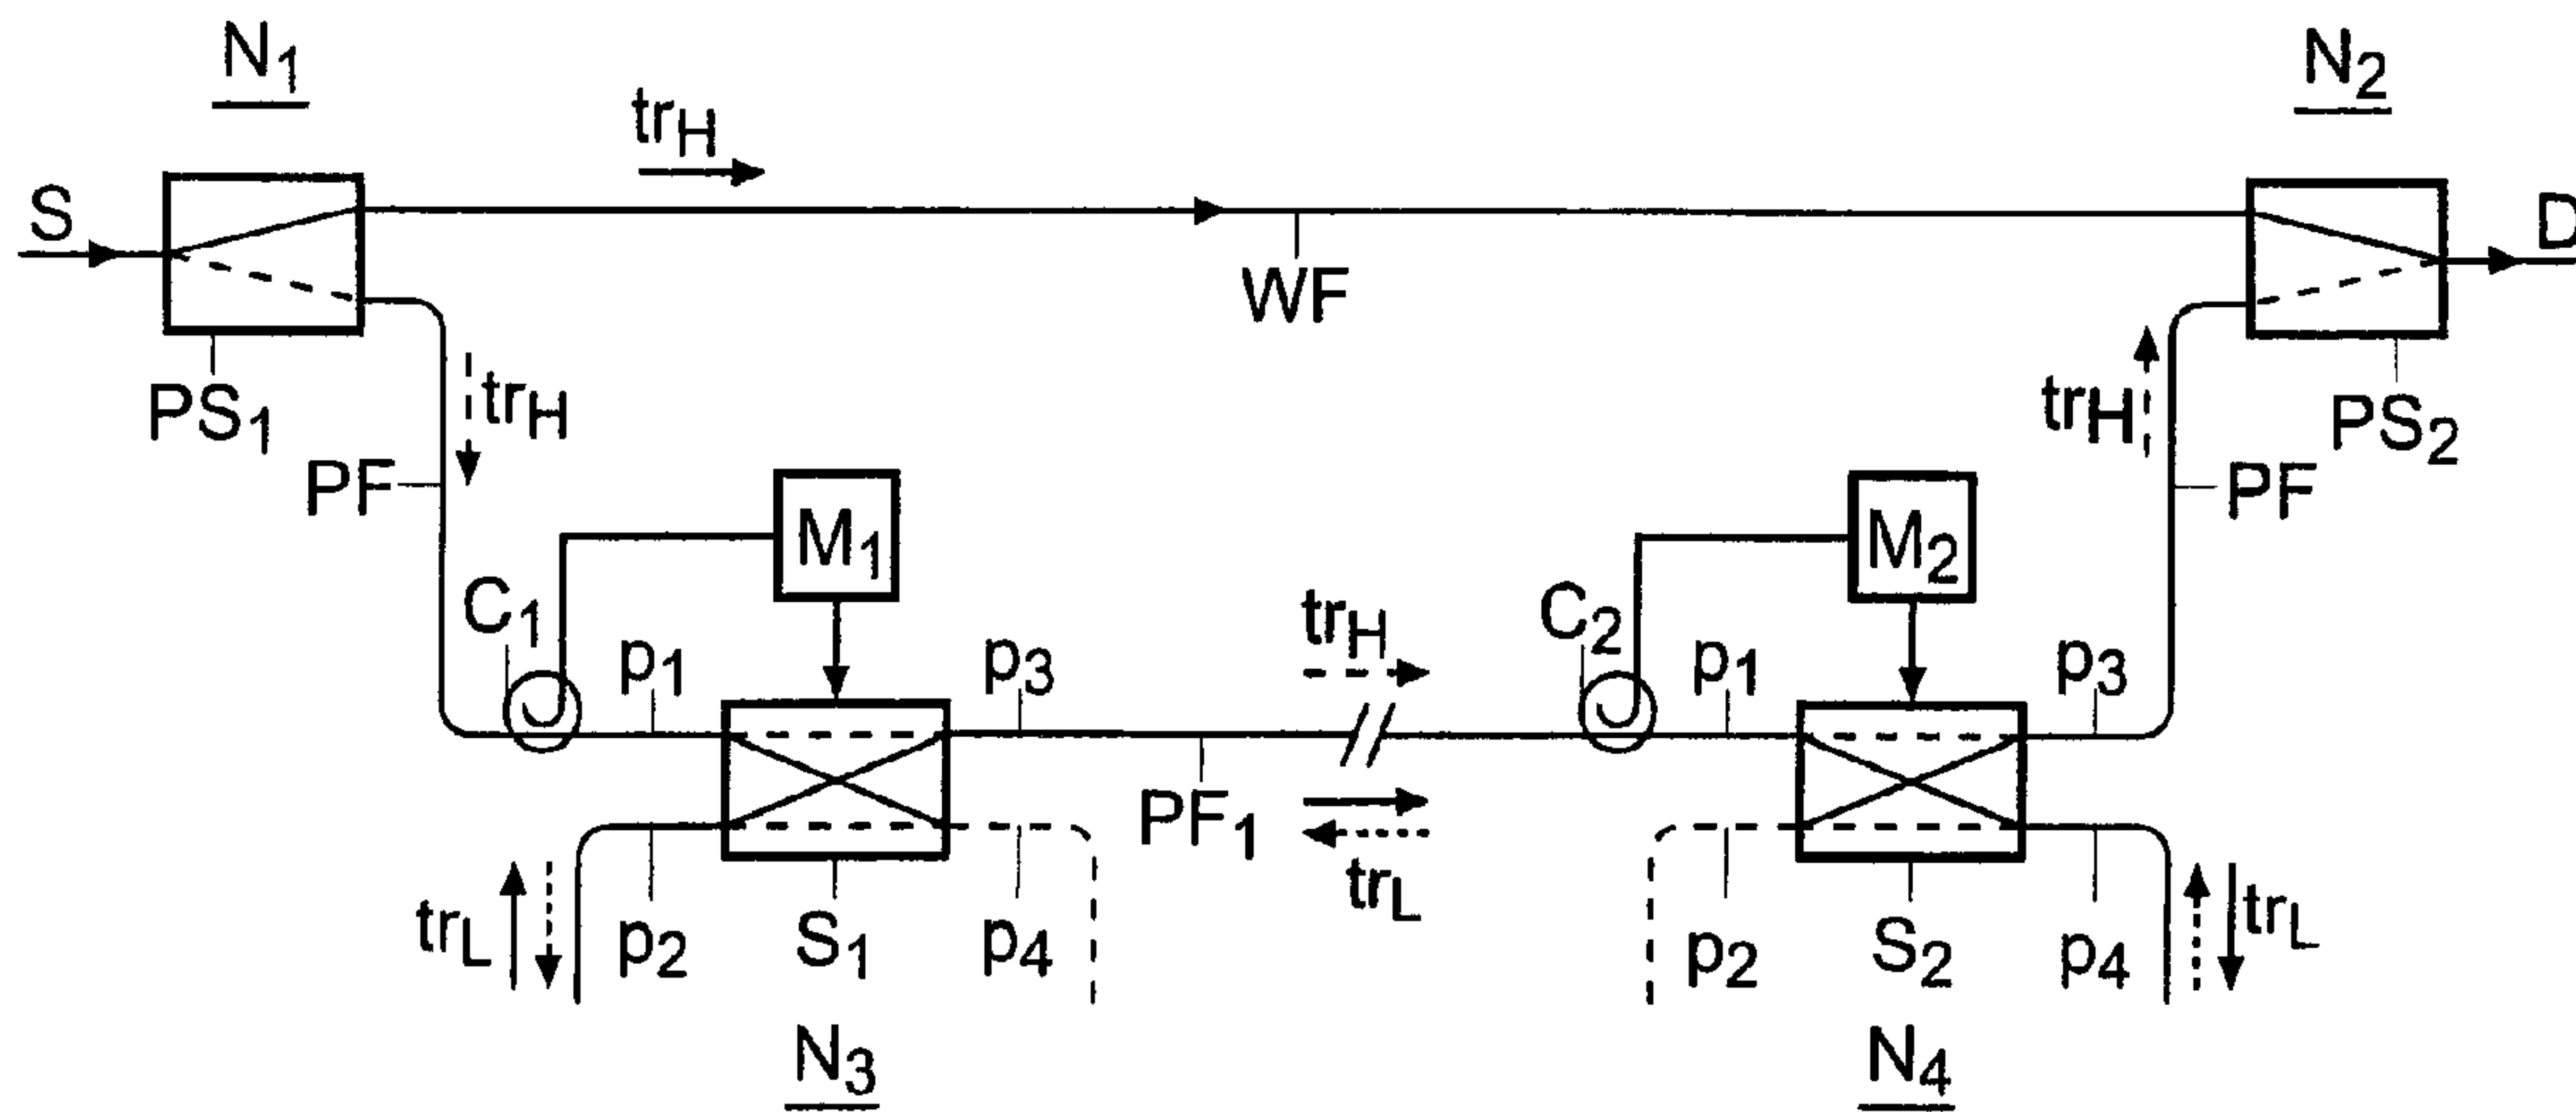 N1
N2
trH
S
D
WF
PS1
trH
trH
PS2
PF
PF
M1
M2
C1
trH
C2
p1
p3
p1
p3
PF1
trL
trL
p2
S1
p4
p2
S2
p4
trL
N3
N4